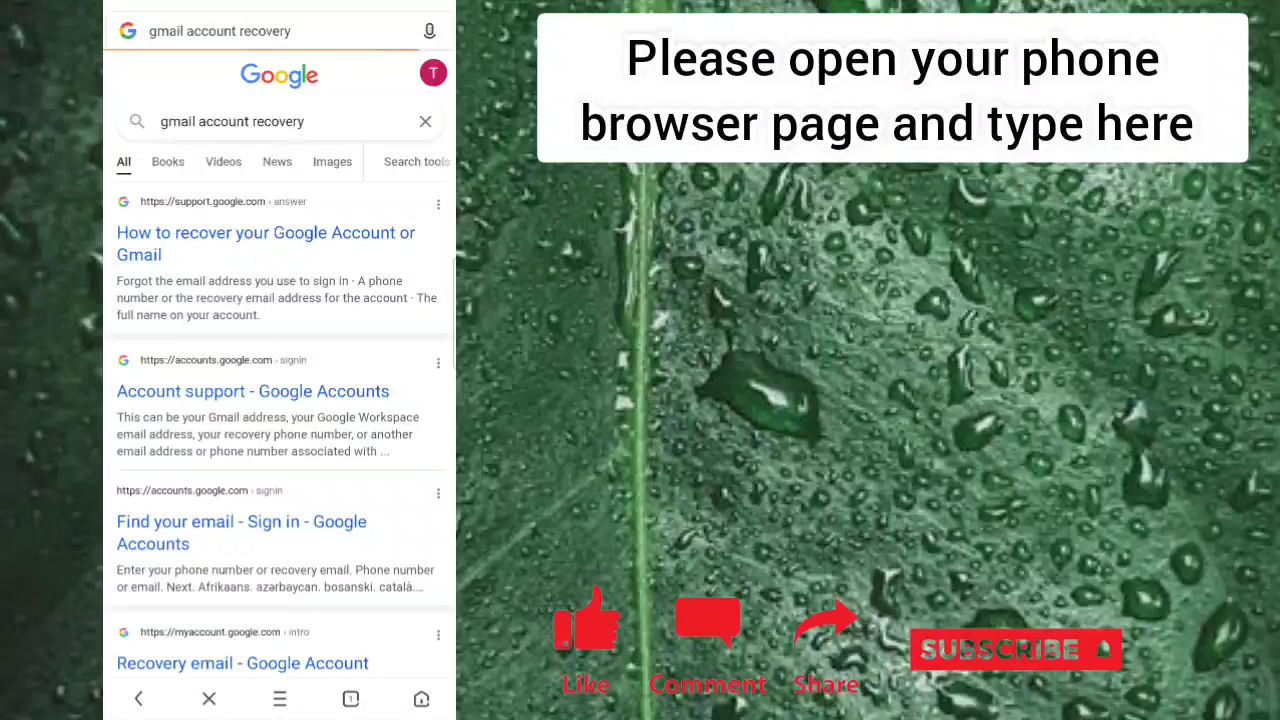 gmail account recovery
Google
T
gmail account recovery
All Books Videos News Images Search tools
https://support.google.com › answer
How to recover your Google Account or
Gmail
Forgot the email address you use to sign in · A phone
number or the recovery email address for the account · The
full name on your account.
https://accounts.google.com › signin
Account support - Google Accounts
This can be your Gmail address, your Google Workspace
email address, your recovery phone number, or another
email address or phone number associated with ...
https://accounts.google.com › signin
Find your email - Sign in - Google
Accounts
Enter your phone number or recovery email. Phone number
or email. Next. Afrikaans. azərbaycan. bosanski. català....
https://myaccount.google.com › intro
Recovery email - Google Account
1
Please open your phone
browser page and type here
Like Comment Share
SUBSCRIBE